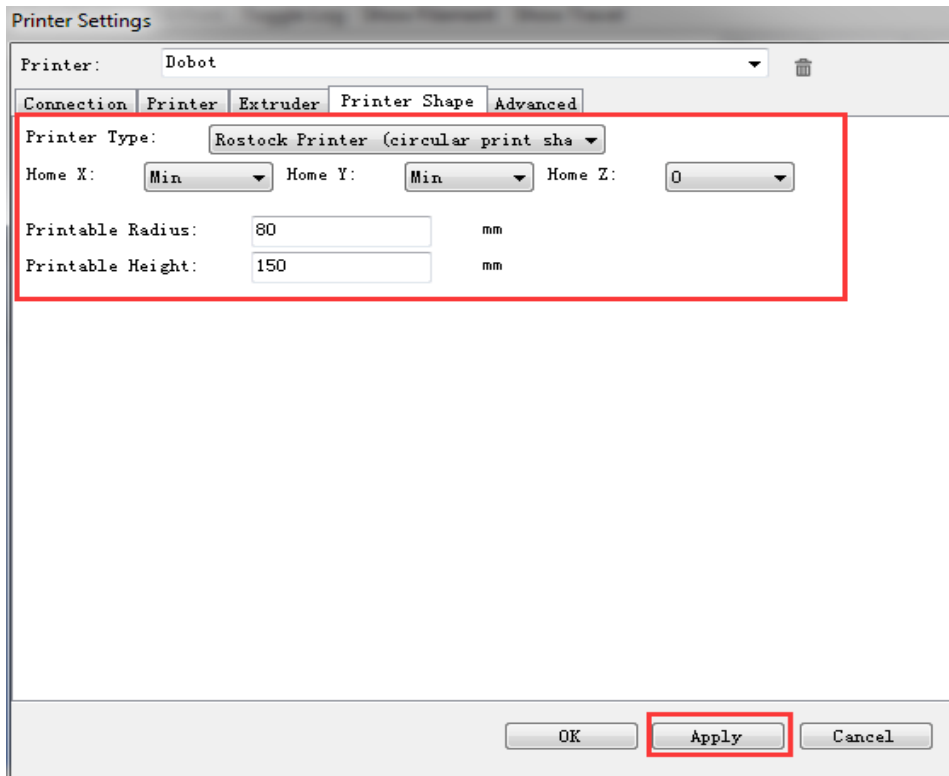 Printer Settings
Printer: Dobot
Connection Printer Extruder Printer Shape Advanced
Printer Type: Rostock Printer (circular print sha
Home X: Min Home Y: Min Home Z: 0
Printable Radius: 80 mm
Printable Height: 150 mm
OK Apply Cancel